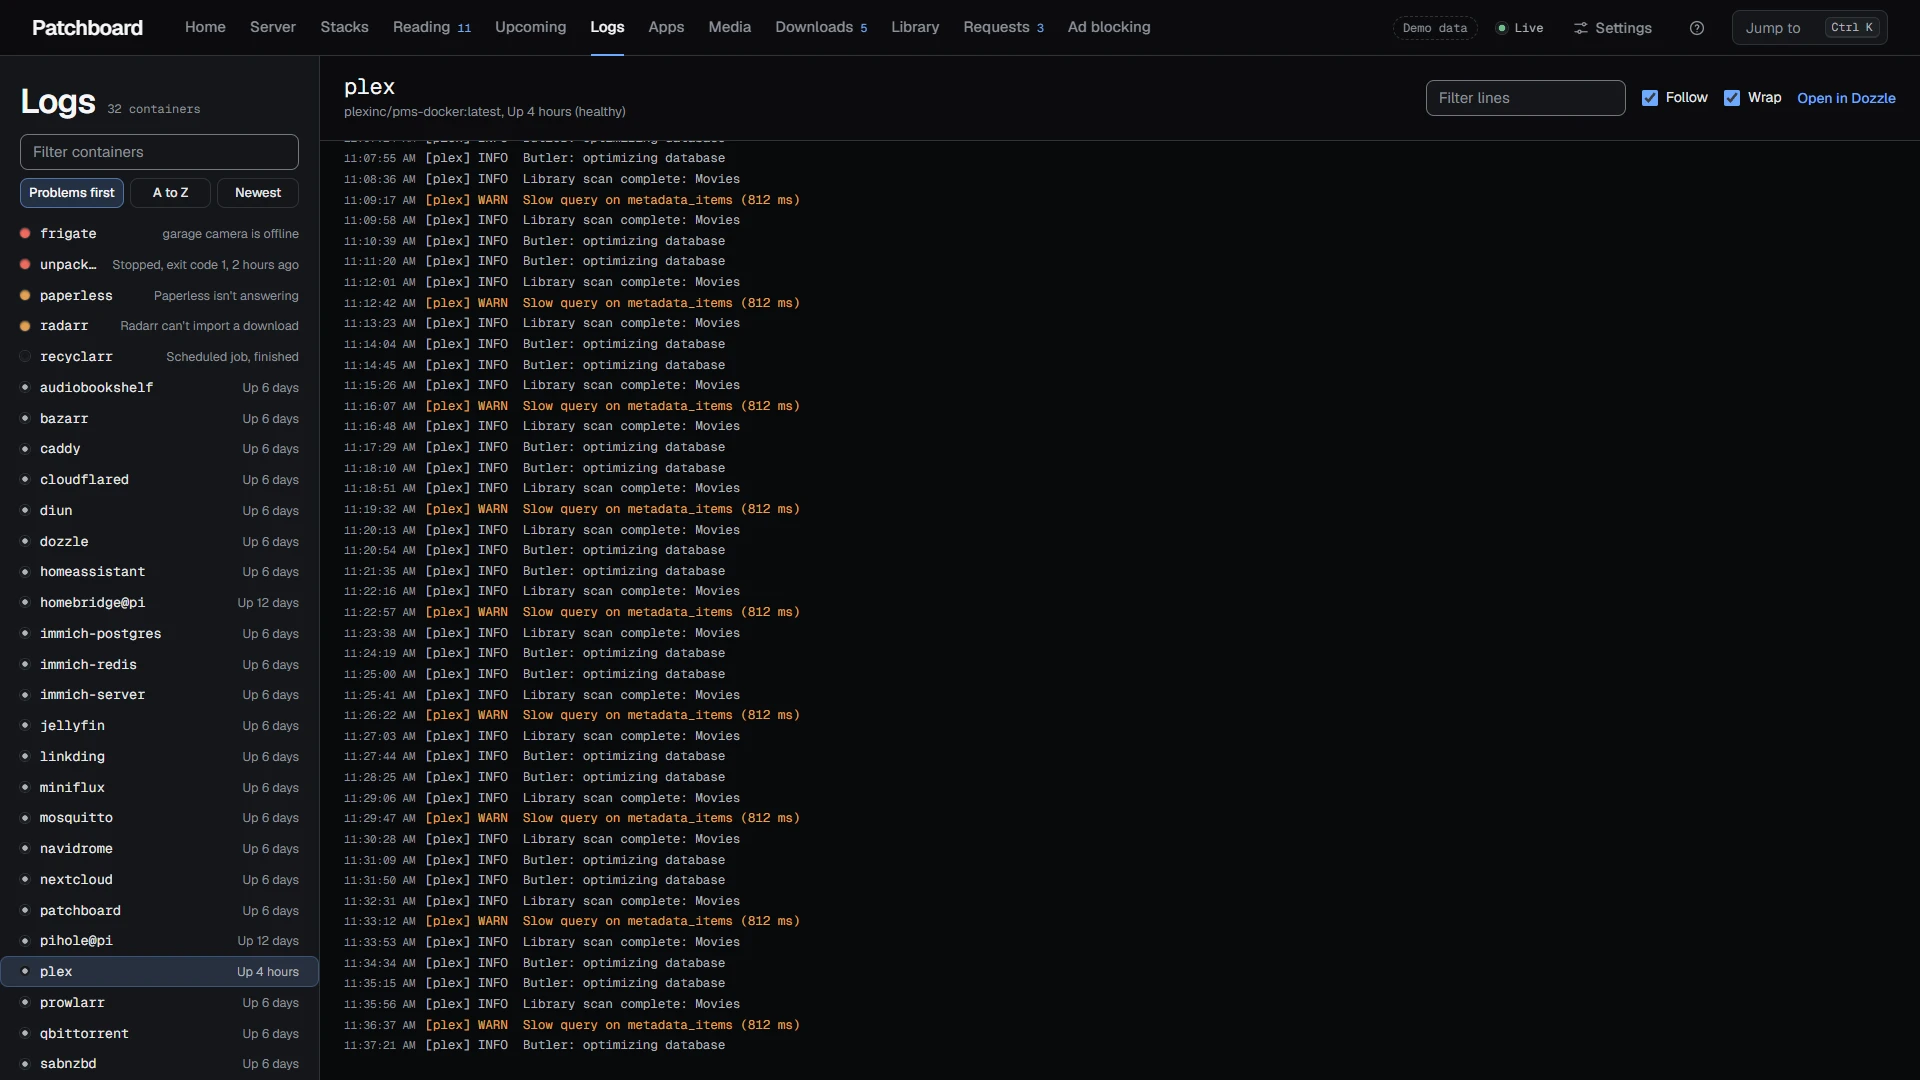 Patchboard Home Server Stacks Reading 11 Upcoming Logs Apps Media Downloads 5 Library Requests 3 Ad blocking Demo data Live Settings Jump to Ctrl K
Logs 32 containers
Filter containers
Problems first A to Z Newest
frigate garage camera is offline
unpack… Stopped, exit code 1, 2 hours ago
paperless Paperless isn't answering
radarr Radarr can't import a download
recyclarr Scheduled job, finished
audiobookshelf Up 6 days
bazarr Up 6 days
caddy Up 6 days
cloudflared Up 6 days
diun Up 6 days
dozzle Up 6 days
homeassistant Up 6 days
homebridge@pi Up 12 days
immich-postgres Up 6 days
immich-redis Up 6 days
immich-server Up 6 days
jellyfin Up 6 days
linkding Up 6 days
miniflux Up 6 days
mosquitto Up 6 days
navidrome Up 6 days
nextcloud Up 6 days
patchboard Up 6 days
pihole@pi Up 12 days
plex Up 4 hours
prowlarr Up 6 days
qbittorrent Up 6 days
sabnzbd Up 6 days
plex
plexinc/pms-docker:latest, Up 4 hours (healthy)
Filter lines Follow Wrap Open in Dozzle
11:07:55 AM [plex] INFO Butler: optimizing database
11:08:36 AM [plex] INFO Library scan complete: Movies
11:09:17 AM [plex] WARN Slow query on metadata_items (812 ms)
11:09:58 AM [plex] INFO Library scan complete: Movies
11:10:39 AM [plex] INFO Butler: optimizing database
11:11:20 AM [plex] INFO Butler: optimizing database
11:12:01 AM [plex] INFO Library scan complete: Movies
11:12:42 AM [plex] WARN Slow query on metadata_items (812 ms)
11:13:23 AM [plex] INFO Library scan complete: Movies
11:14:04 AM [plex] INFO Butler: optimizing database
11:14:45 AM [plex] INFO Butler: optimizing database
11:15:26 AM [plex] INFO Library scan complete: Movies
11:16:07 AM [plex] WARN Slow query on metadata_items (812 ms)
11:16:48 AM [plex] INFO Library scan complete: Movies
11:17:29 AM [plex] INFO Butler: optimizing database
11:18:10 AM [plex] INFO Butler: optimizing database
11:18:51 AM [plex] INFO Library scan complete: Movies
11:19:32 AM [plex] WARN Slow query on metadata_items (812 ms)
11:20:13 AM [plex] INFO Library scan complete: Movies
11:20:54 AM [plex] INFO Butler: optimizing database
11:21:35 AM [plex] INFO Butler: optimizing database
11:22:16 AM [plex] INFO Library scan complete: Movies
11:22:57 AM [plex] WARN Slow query on metadata_items (812 ms)
11:23:38 AM [plex] INFO Library scan complete: Movies
11:24:19 AM [plex] INFO Butler: optimizing database
11:25:00 AM [plex] INFO Butler: optimizing database
11:25:41 AM [plex] INFO Library scan complete: Movies
11:26:22 AM [plex] WARN Slow query on metadata_items (812 ms)
11:27:03 AM [plex] INFO Library scan complete: Movies
11:27:44 AM [plex] INFO Butler: optimizing database
11:28:25 AM [plex] INFO Butler: optimizing database
11:29:06 AM [plex] INFO Library scan complete: Movies
11:29:47 AM [plex] WARN Slow query on metadata_items (812 ms)
11:30:28 AM [plex] INFO Library scan complete: Movies
11:31:09 AM [plex] INFO Butler: optimizing database
11:31:50 AM [plex] INFO Butler: optimizing database
11:32:31 AM [plex] INFO Library scan complete: Movies
11:33:12 AM [plex] WARN Slow query on metadata_items (812 ms)
11:33:53 AM [plex] INFO Library scan complete: Movies
11:34:34 AM [plex] INFO Butler: optimizing database
11:35:15 AM [plex] INFO Butler: optimizing database
11:35:56 AM [plex] INFO Library scan complete: Movies
11:36:37 AM [plex] WARN Slow query on metadata_items (812 ms)
11:37:21 AM [plex] INFO Butler: optimizing database